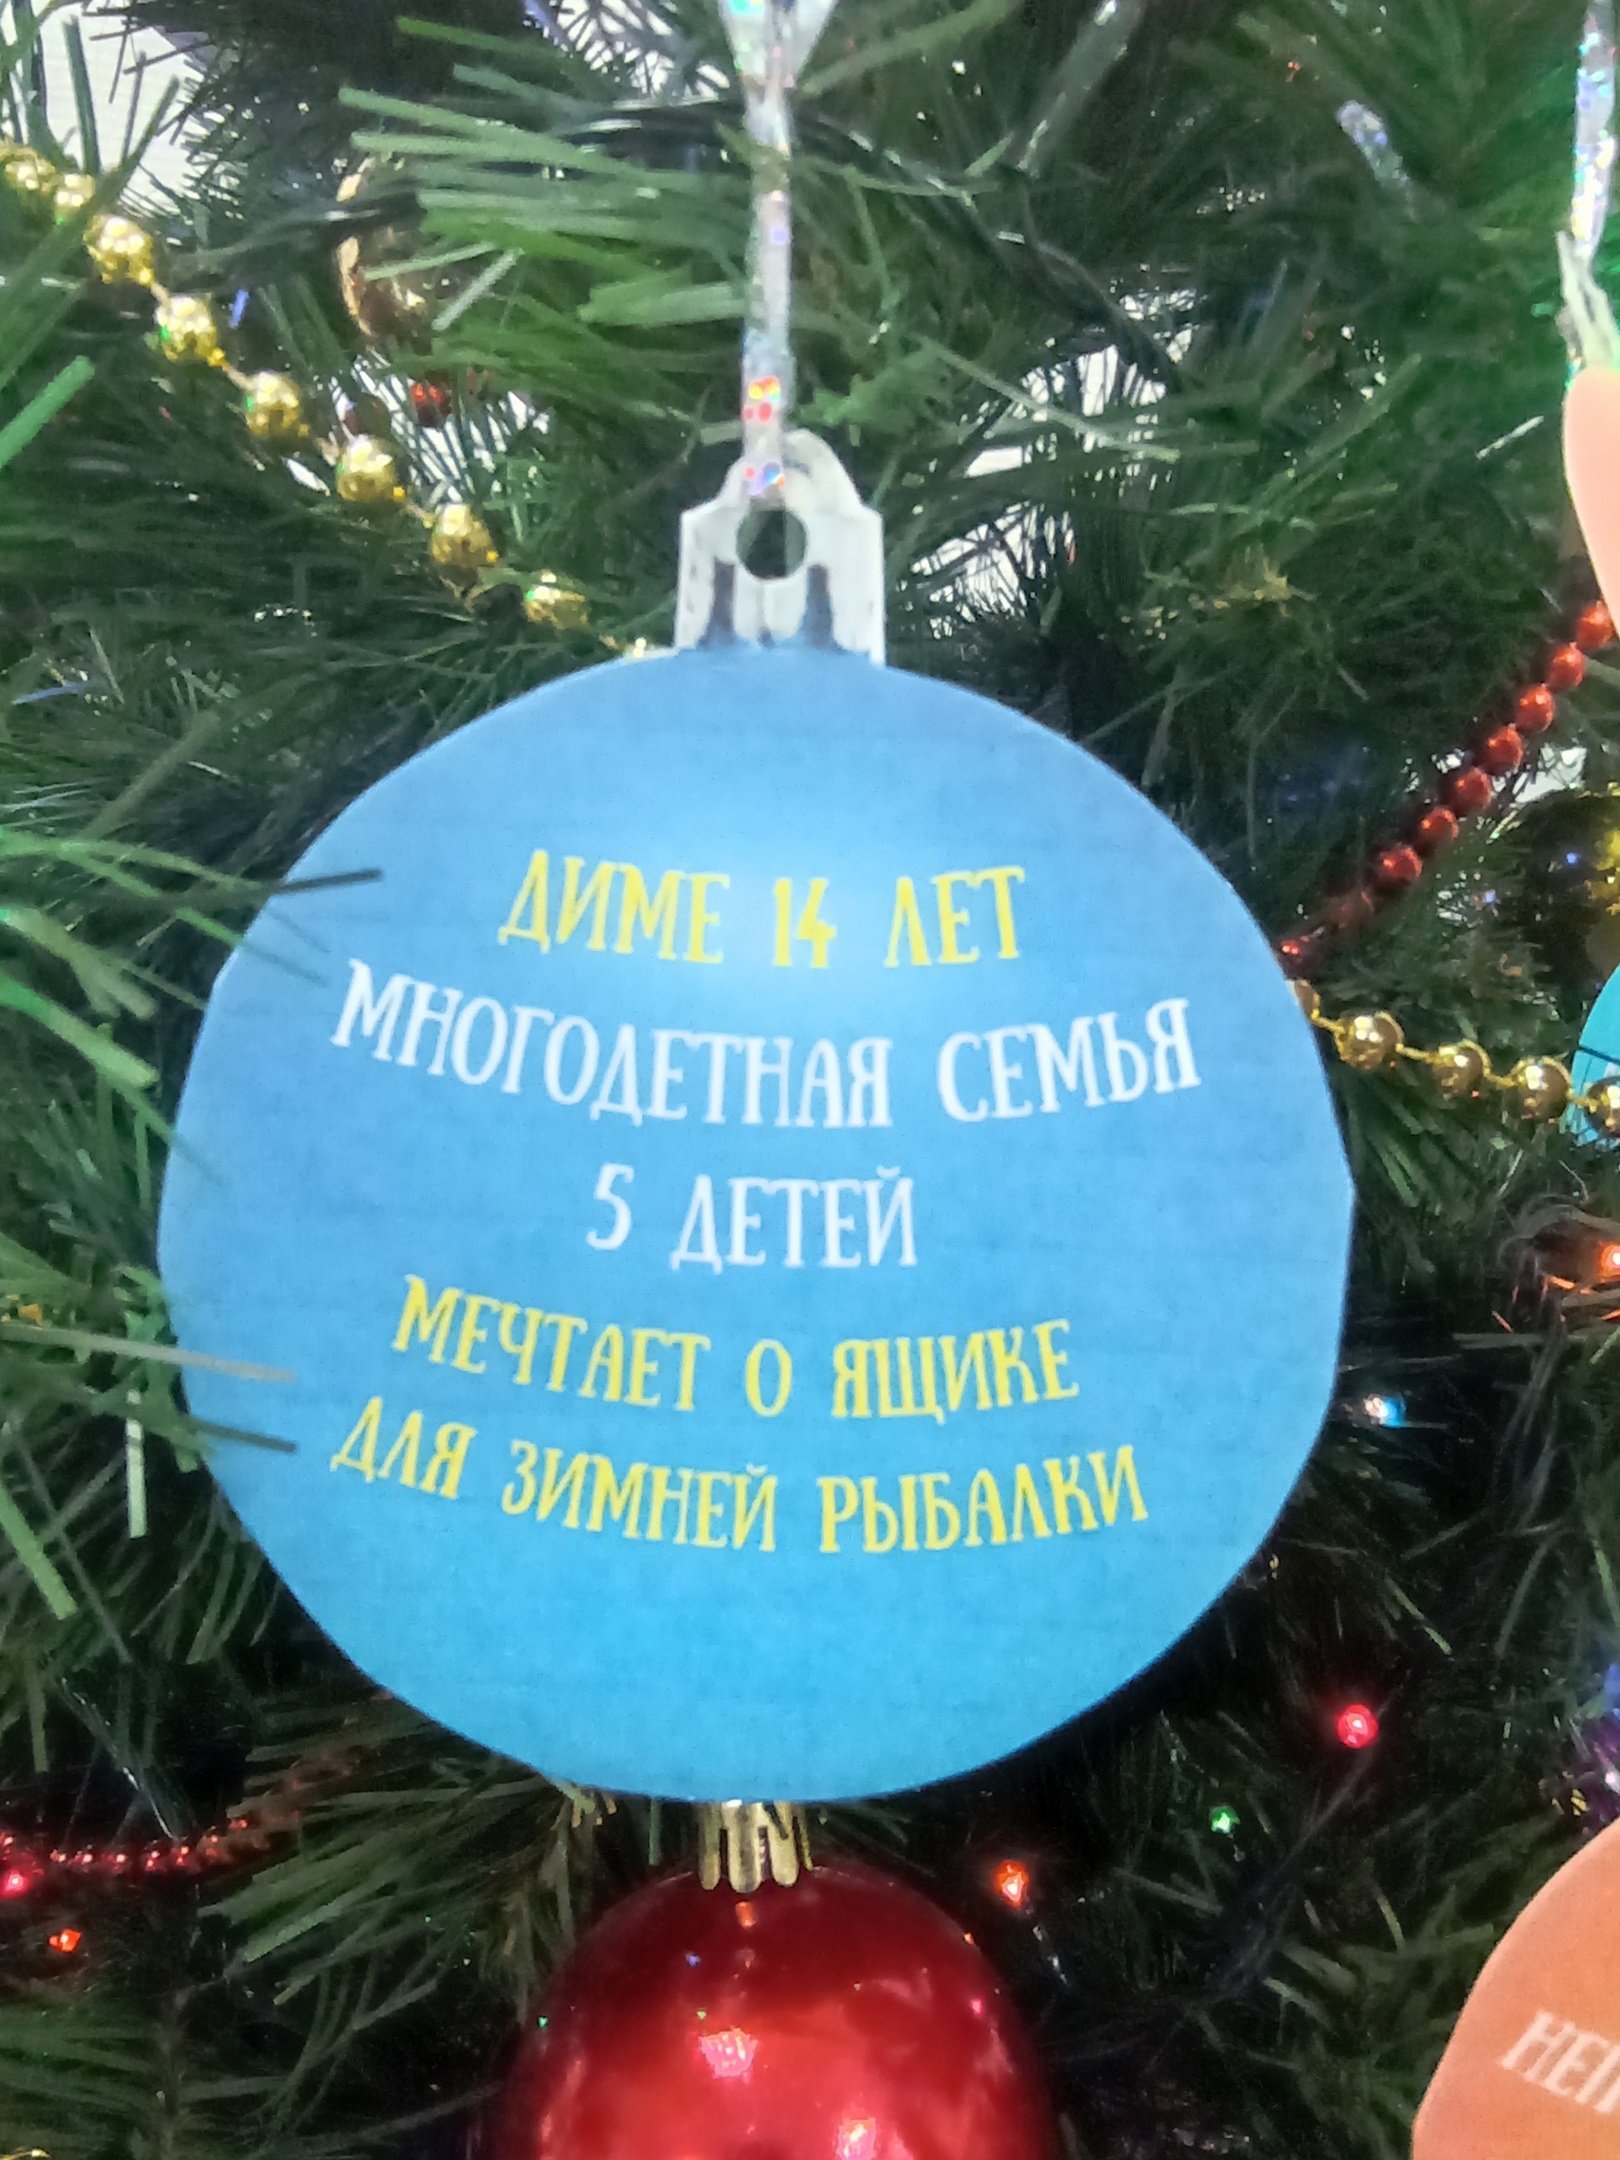 ДИМЕ 14 ЛЕТ
МНОГОДЕТНАЯ СЕМЬЯ
5 ДЕТЕЙ
МЕЧТАЕТ О ЯЩИКЕ
ДЛЯ ЗИМНЕЙ РЫБАЛКИ